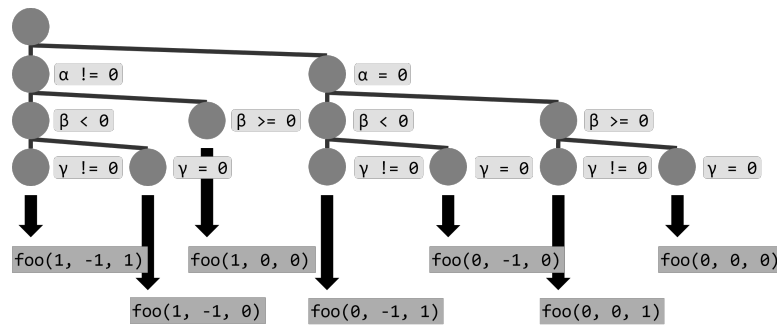 α != 0
α = 0
β < 0
β >= 0
β < 0
β >= 0
γ != 0
γ = 0
γ != 0
γ = 0
γ != 0
γ = 0
foo(1, -1, 1)
foo(1, 0, 0)
foo(0, -1, 0)
foo(0, 0, 0)
foo(1, -1, 0)
foo(0, -1, 1)
foo(0, 0, 1)